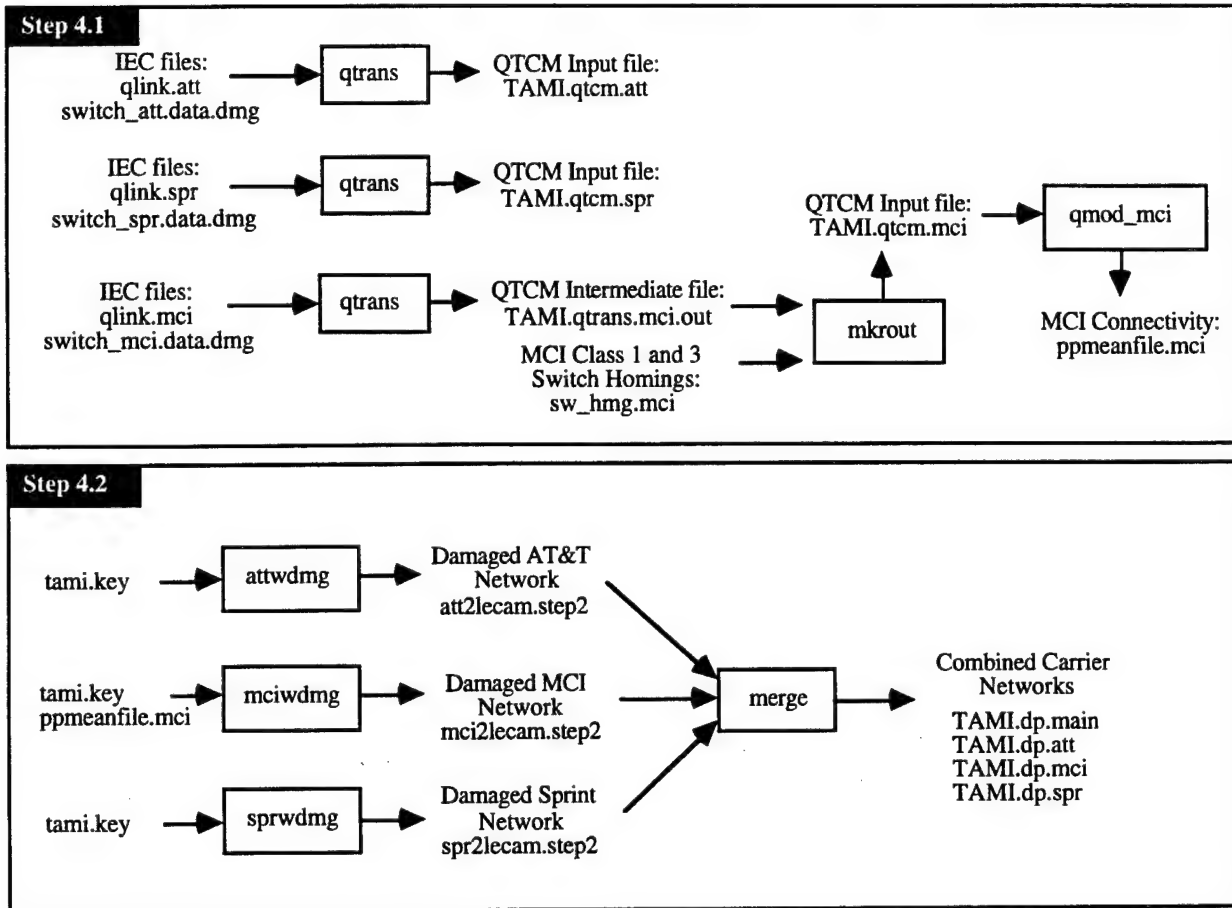 Step 4.1
IEC files:
qlink.att
switch_att.data.dmg
qtrans
QTCM Input file:
TAMI.qtcm.att
IEC files:
qlink.spr
switch_spr.data.dmg
qtrans
QTCM Input file:
TAMI.qtcm.spr
IEC files:
qlink.mci
switch_mci.data.dmg
qtrans
QTCM Intermediate file:
TAMI.qtrans.mci.out
MCI Class 1 and 3
Switch Homings:
sw_hmg.mci
mkrout
QTCM Input file:
TAMI.qtcm.mci
qmod_mci
MCI Connectivity:
ppmeanfile.mci
Step 4.2
tami.key
attwdmg
Damaged AT&T
Network
att2lecam.step2
tami.key
ppmeanfile.mci
mciwdmg
Damaged MCI
Network
mci2lecam.step2
tami.key
sprwdmg
Damaged Sprint
Network
spr2lecam.step2
merge
Combined Carrier
Networks
TAMI.dp.main
TAMI.dp.att
TAMI.dp.mci
TAMI.dp.spr